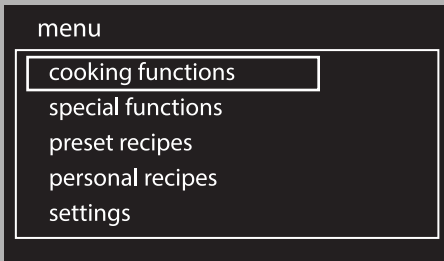 menu
cooking functions
special functions
preset recipes
personal recipes
settings